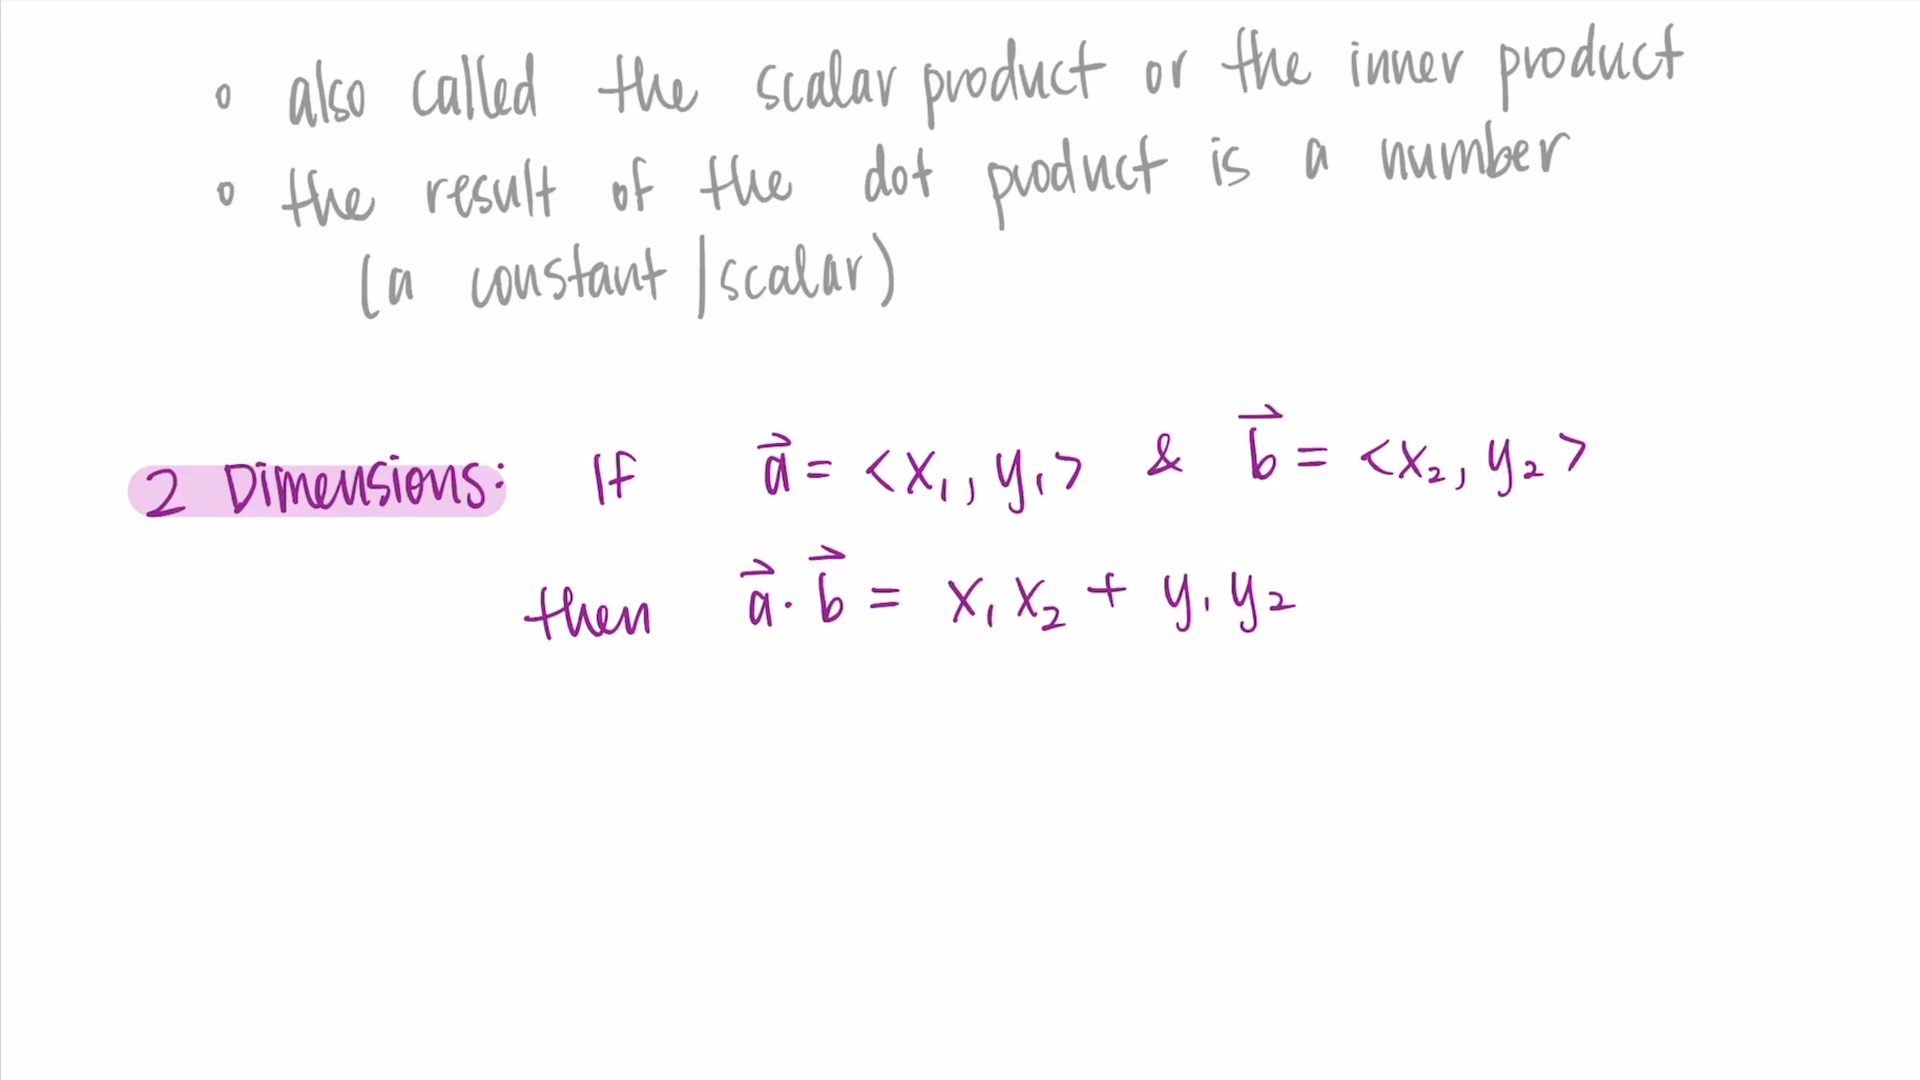 ◦ also called the scalar product or the inner product
◦ the result of the dot product is a number
(a constant/scalar)
2 Dimensions: If a⃗ = <x₁, y₁> & b⃗ = <x₂, y₂>
then a⃗ · b⃗ = x₁x₂ + y₁y₂